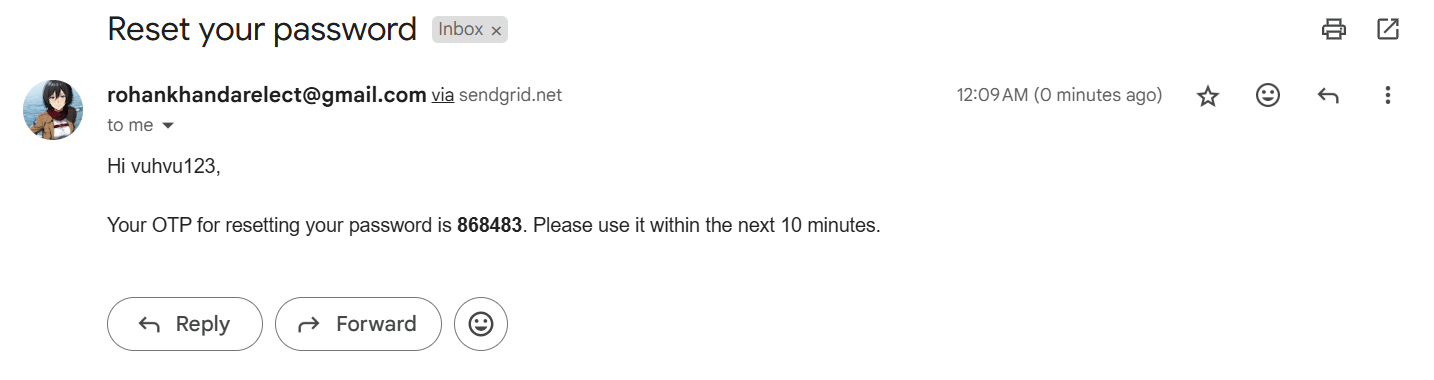 Reset your password Inbox ×
rohankhandarelect@gmail.com via sendgrid.net 12:09 AM (0 minutes ago)
to me
Hi vuhvu123,
Your OTP for resetting your password is 868483. Please use it within the next 10 minutes.
Reply Forward